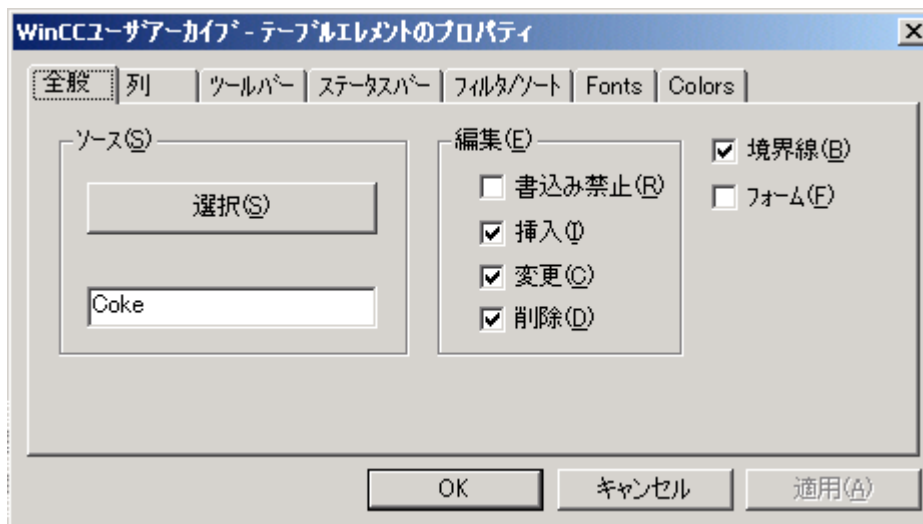 WinCCユーザアーカイブ - テーブルエレメントのプロパティ
全般 列 ツールバー ステータスバー フィルタ/ソート Fonts Colors
ソース(S)
選択(S)
Coke
編集(E)
書込み禁止(R)
挿入(I)
変更(C)
削除(D)
境界線(B)
フォーム(F)
OK キャンセル 適用(A)